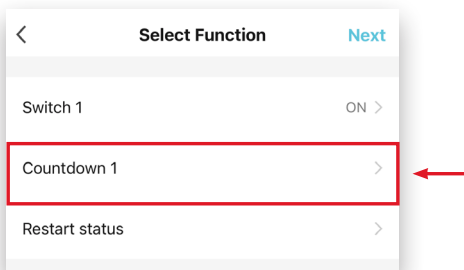 Select Function Next
Switch 1 ON
Countdown 1
Restart status